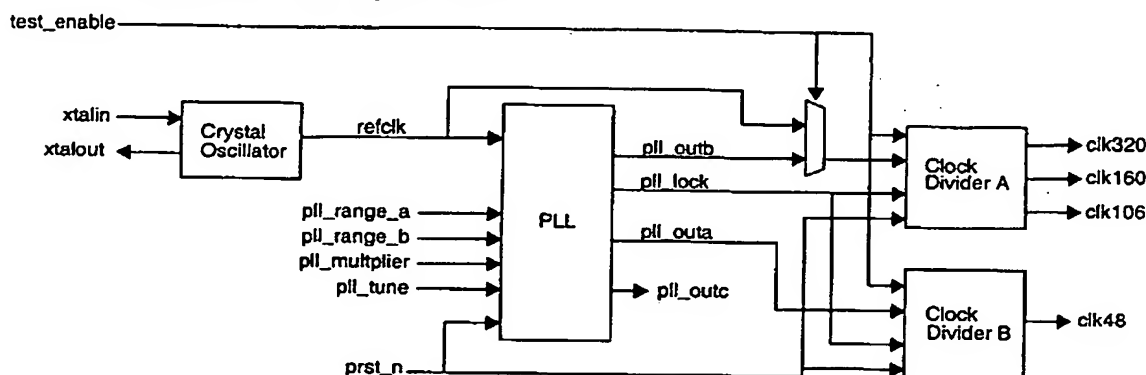 test_enable
xtalin
xtalout
Crystal
Oscillator
refclk
pll_range_a
pll_range_b
pll_multplier
pll_tune
prst_n
PLL
pll_outb
pll_lock
pll_outa
pll_outc
Clock
Divider A
clk320
clk160
clk106
Clock
Divider B
clk48